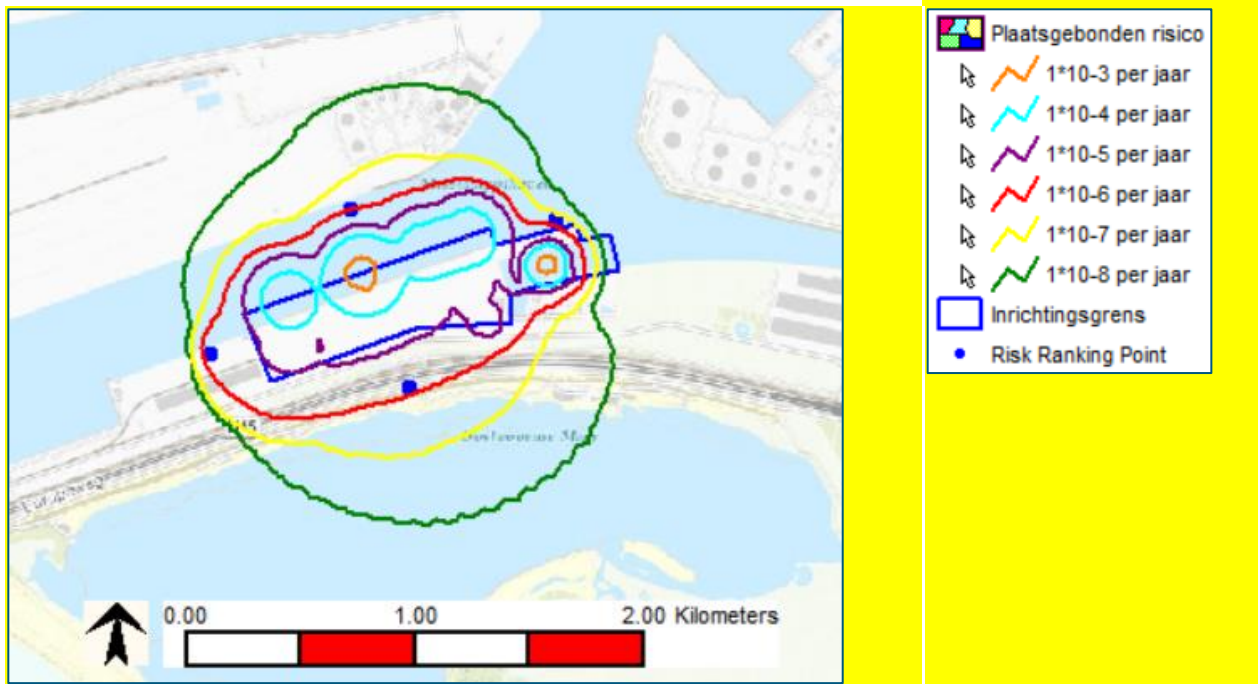 0.00 1.00 2.00 Kilometers
Plaatsgebonden risico
1*10-3 per jaar
1*10-4 per jaar
1*10-5 per jaar
1*10-6 per jaar
1*10-7 per jaar
1*10-8 per jaar
Inrichtingsgrens
Risk Ranking Point